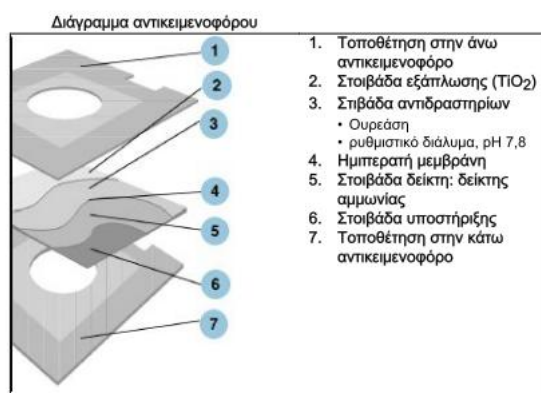 Διάγραμμα αντικειμενοφόρου
1
2
3
4
5
6
7
1. Τοποθέτηση στην άνω
αντικειμενοφόρο
2. Στοιβάδα εξάπλωσης (TiO2)
3. Στιβάδα αντιδραστηρίων
• Ουρεάση
• ρυθμιστικό διάλυμα, pH 7,8
4. Ημιπερατή μεμβράνη
5. Στοιβάδα δείκτη: δείκτης
αμμωνίας
6. Στοιβάδα υποστήριξης
7. Τοποθέτηση στην κάτω
αντικειμενοφόρο